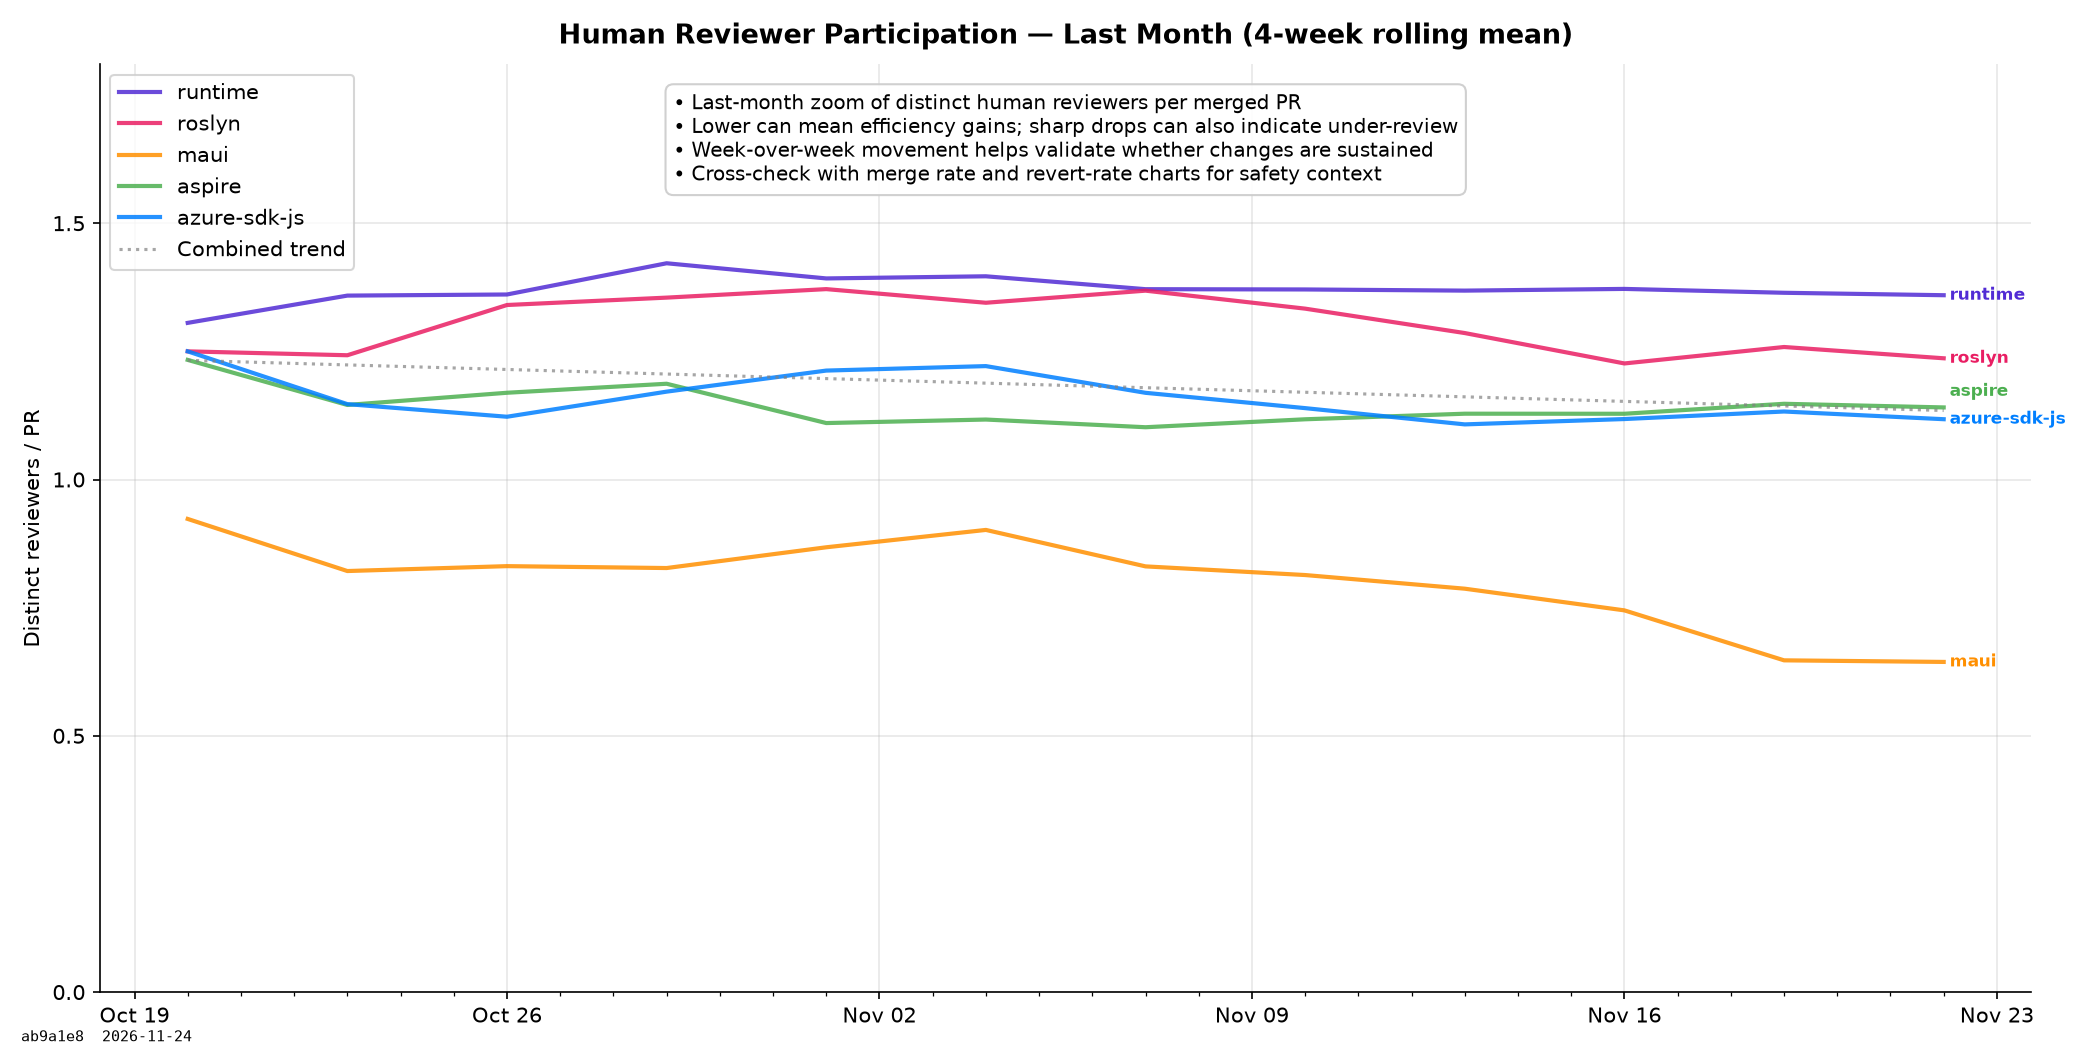 Human Reviewer Participation — Last Month (4-week rolling mean)
runtime
roslyn
maui
aspire
azure-sdk-js
Combined trend
• Last-month zoom of distinct human reviewers per merged PR
• Lower can mean efficiency gains; sharp drops can also indicate under-review
• Week-over-week movement helps validate whether changes are sustained
• Cross-check with merge rate and revert-rate charts for safety context
Distinct reviewers / PR
1.5
1.0
0.5
0.0
runtime
roslyn
aspire
azure-sdk-js
maui
Oct 19
Oct 26
Nov 02
Nov 09
Nov 16
Nov 23
ab9a1e8  2026-11-24